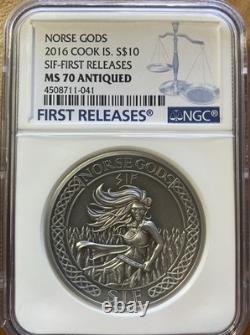 NORSE GODS
2016 COOK IS. S$10
SIF-FIRST RELEASES
MS 70 ANTIQUED
4508711-041
FIRST RELEASES®
NGC®
NORSE GODS
SIF